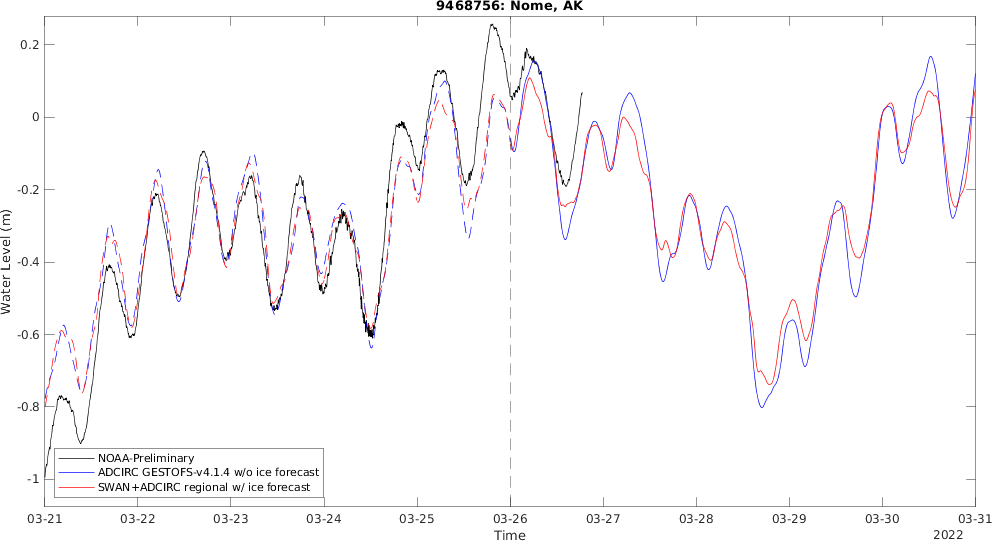 9468756: Nome, AK
Water Level (m)
0.2
0
-0.2
-0.4
-0.6
-0.8
-1
NOAA-Preliminary
ADCIRC GESTOFS-v4.1.4 w/o ice forecast
SWAN+ADCIRC regional w/ ice forecast
03-21 03-22 03-23 03-24 03-25 03-26 03-27 03-28 03-29 03-30 03-31
Time
2022